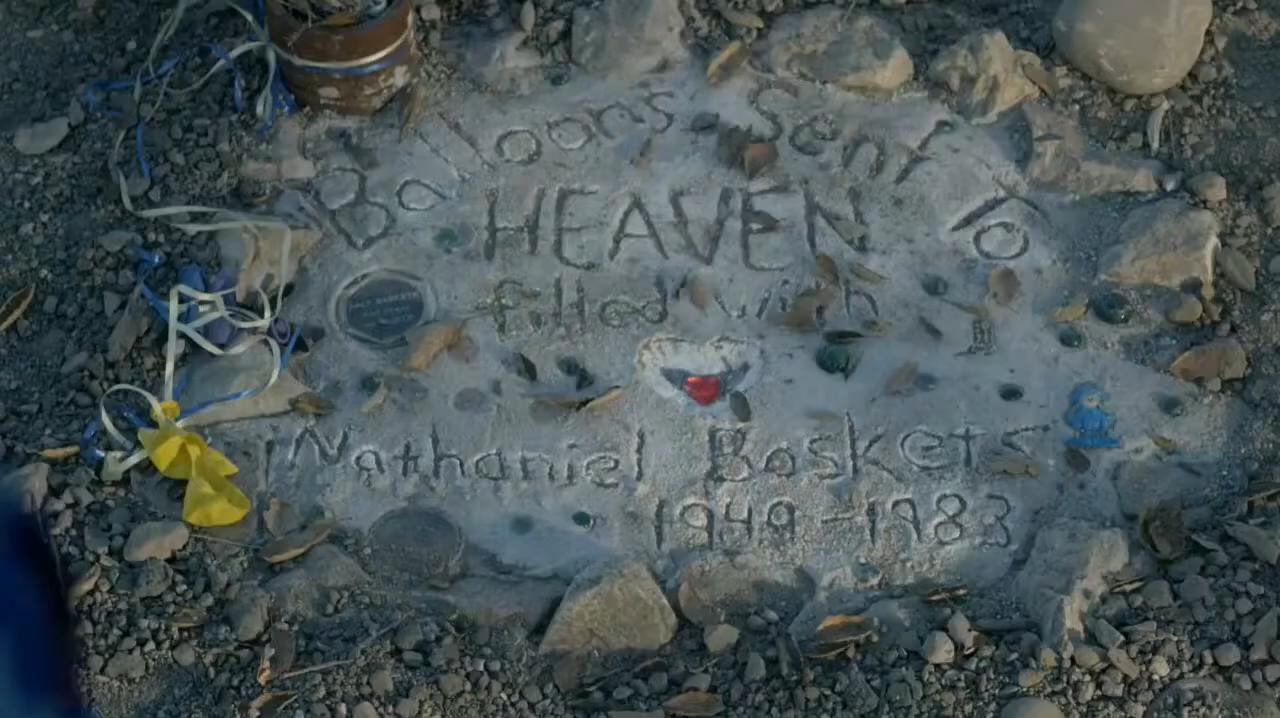 Balloons Sent
To
HEAVEN
filled with
Nathaniel Baskets
1949-1983